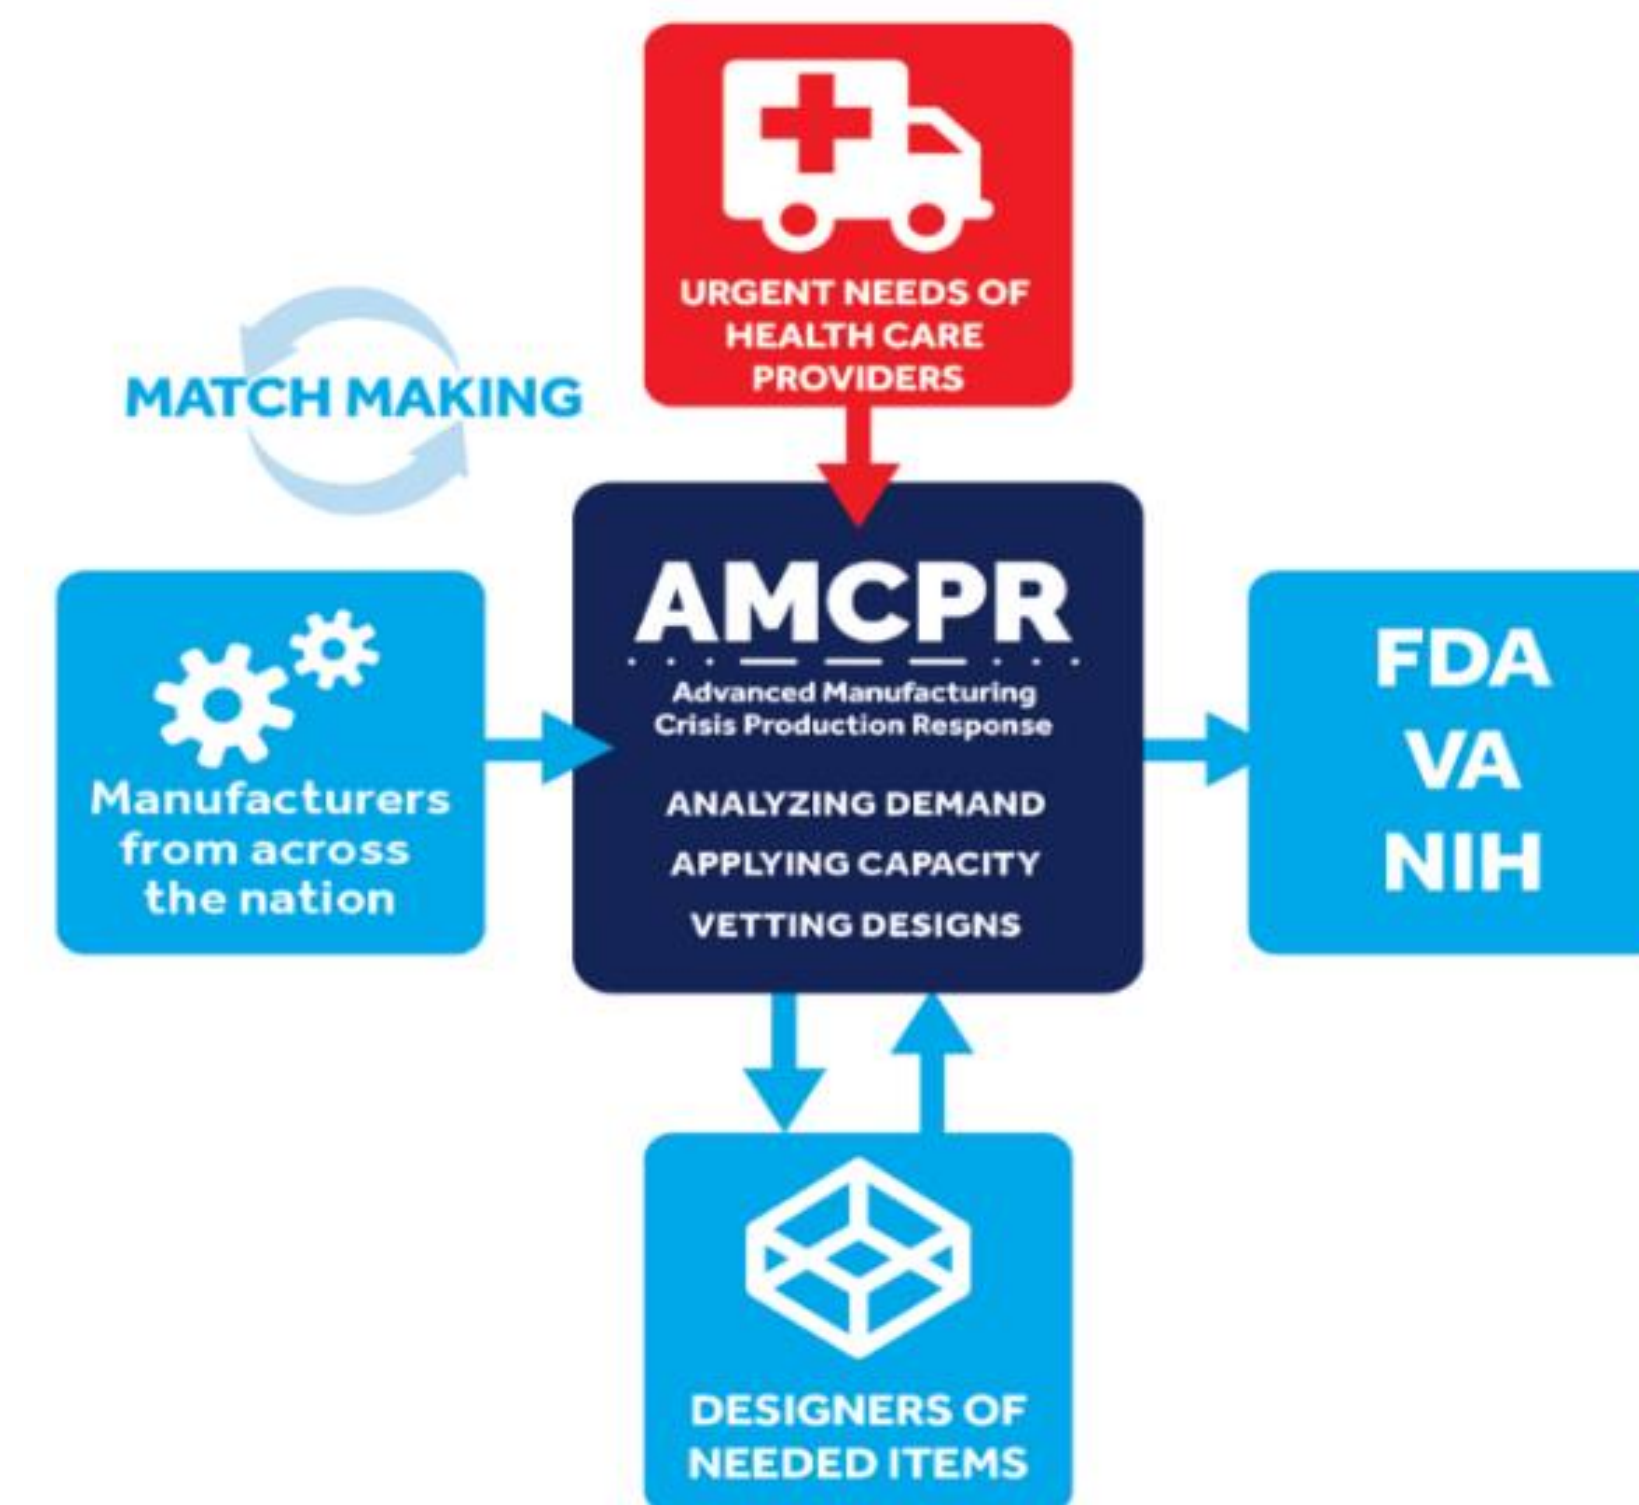 URGENT NEEDS OF
HEALTH CARE
PROVIDERS
MATCH MAKING
Manufacturers
from across
the nation
AMCPR
Advanced Manufacturing
Crisis Production Response
ANALYZING DEMAND
APPLYING CAPACITY
VETTING DESIGNS
FDA
VA
NIH
DESIGNERS OF
NEEDED ITEMS